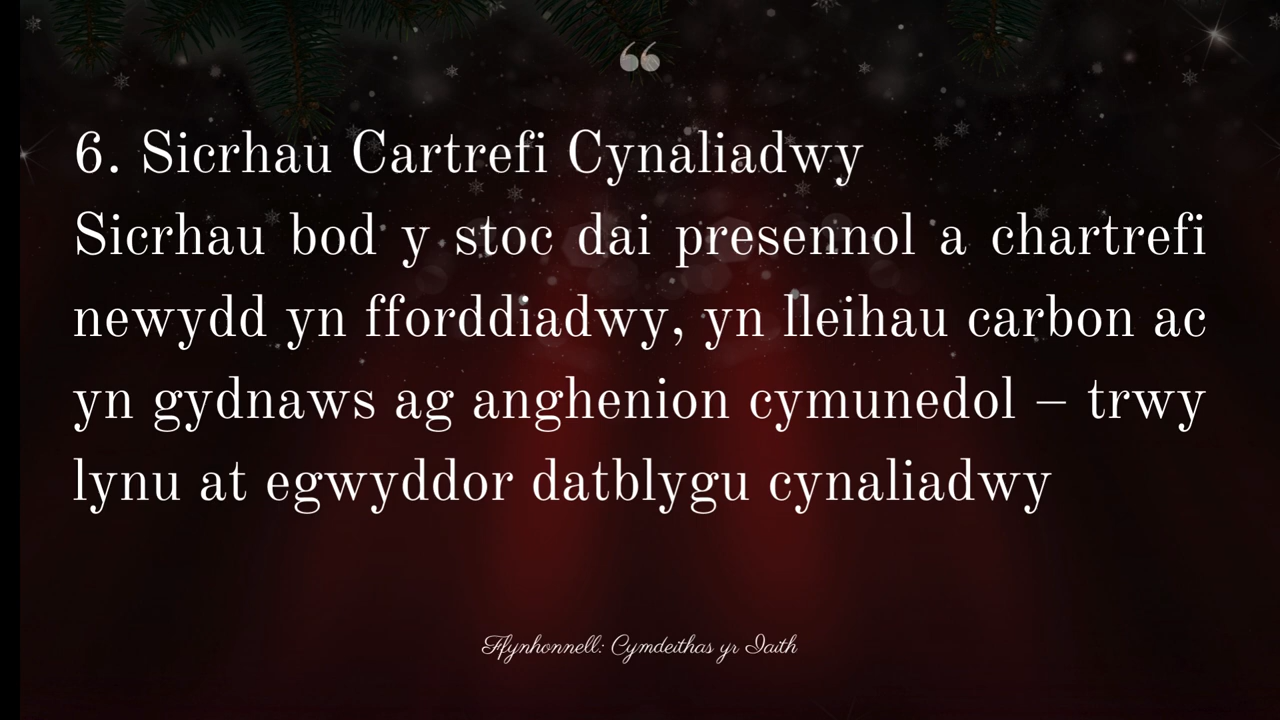 “
6. Sicrhau Cartrefi Cynaliadwy
Sicrhau bod y stoc dai presennol a chartrefi
newydd yn fforddiadwy, yn lleihau carbon ac
yn gydnaws ag anghenion cymunedol – trwy
lynu at egwyddor datblygu cynaliadwy
Ffynhonnell: Cymdeithas yr Iaith